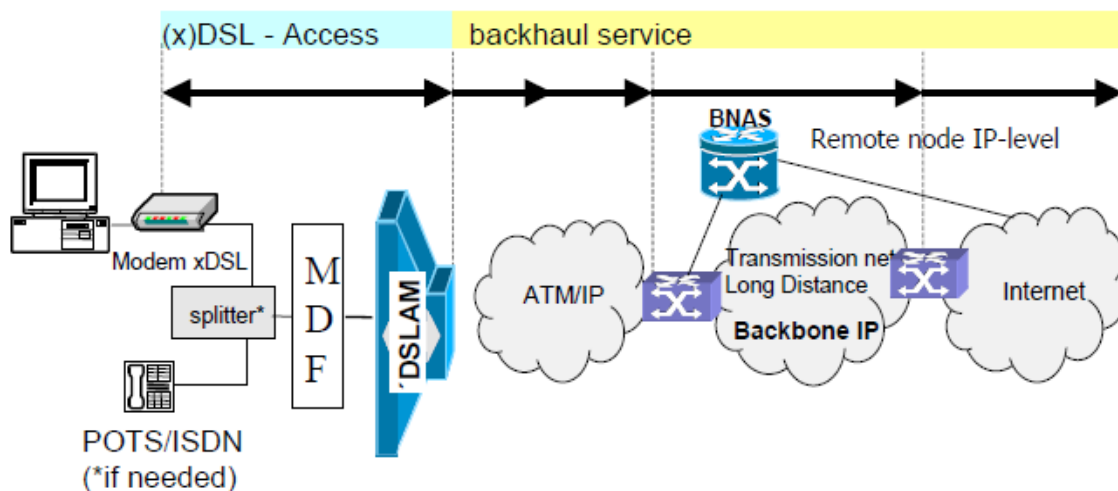 (x)DSL - Access
backhaul service
BNAS
Remote node IP-level
Modem xDSL
splitter*
M
D
F
´DSLAM
ATM/IP
Transmission net
Long Distance
Backbone IP
Internet
POTS/ISDN
(*if needed)